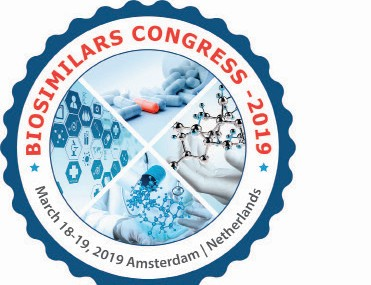 BIOSIMILARS CONGRESS -2019
March 18-19, 2019 Amsterdam | Netherlands